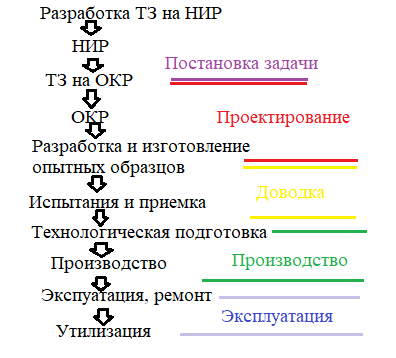 Разработка ТЗ на НИР
НИР
Постановка задачи
ТЗ на ОКР
ОКР
Проектирование
Разработка и изготовление
опытных образцов
Доводка
Испытания и приемка
Технологическая подготовка
Производство
Производство
Экспуатация, ремонт
Эксплуатация
Утилизация